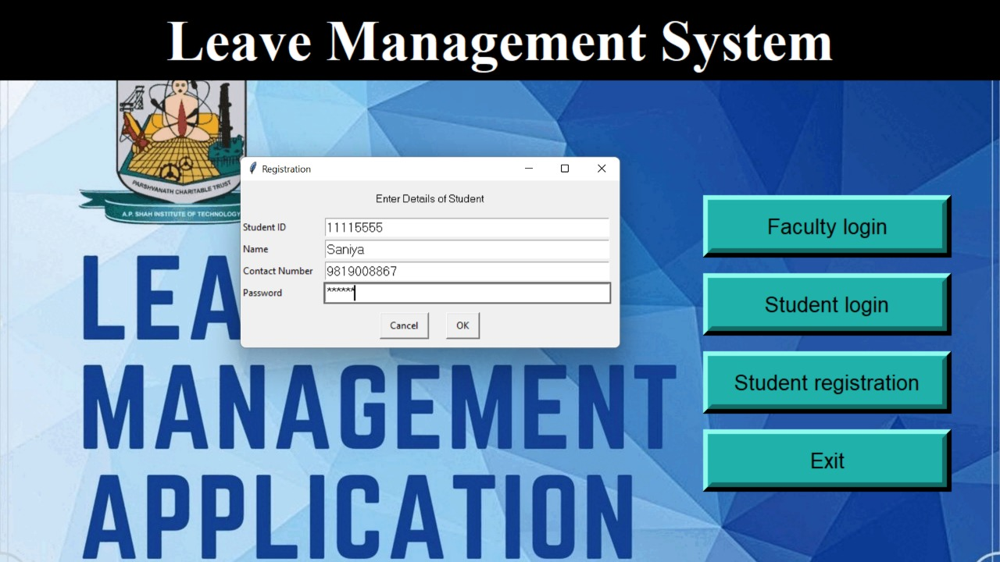 Leave Management System
PARSHVANATH CHARITABLE TRUST
A.P. SHAH INSTITUTE OF TECHNOLOGY
Registration
Enter Details of Student
Student ID 11115555
Name Saniya
Contact Number 9819008867
Password ******
Cancel OK
Faculty login
Student login
Student registration
Exit
LEA
MANAGEMENT
APPLICATION